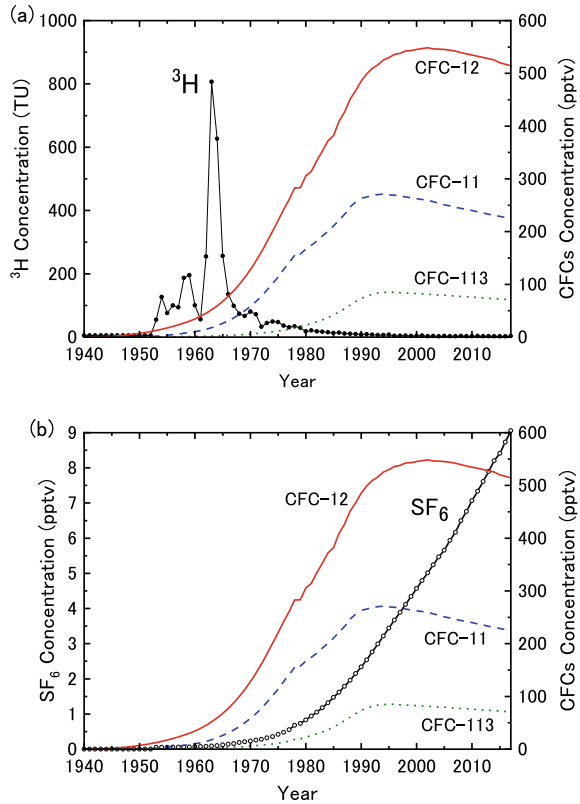 (a)
1000
800
600
400
200
0
³H Concentration (TU)
600
500
400
300
200
100
0
CFCs Concentration (pptv)
³H
CFC-12
CFC-11
CFC-113
1940 1950 1960 1970 1980 1990 2000 2010
Year
(b)
9
8
7
6
5
4
3
2
1
0
SF₆ Concentration (pptv)
600
500
400
300
200
100
0
CFCs Concentration (pptv)
CFC-12
SF₆
CFC-11
CFC-113
1940 1950 1960 1970 1980 1990 2000 2010
Year